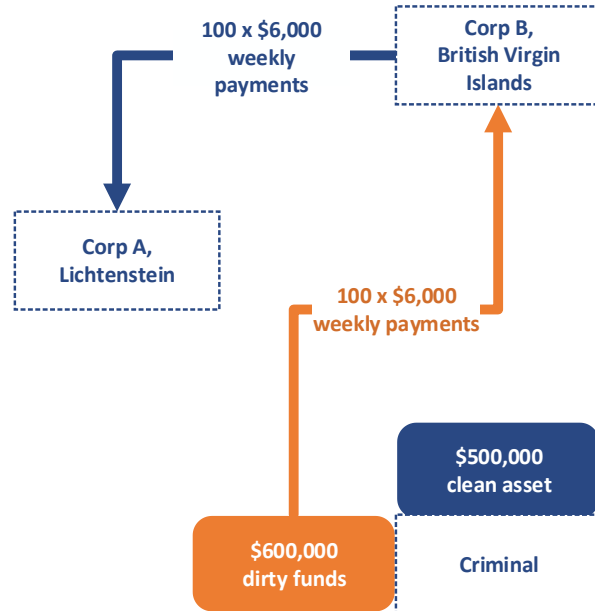 100 x $6,000
weekly
payments
Corp B,
British Virgin
Islands
Corp A,
Lichtenstein
100 x $6,000
weekly payments
$500,000
clean asset
$600,000
dirty funds
Criminal